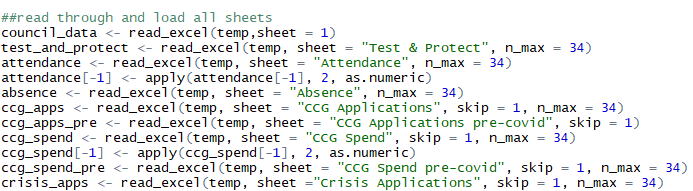 ##read through and load all sheets
council_data <- read_excel(temp,sheet = 1)
test_and_protect <- read_excel(temp, sheet = "Test & Protect", n_max = 34)
attendance <- read_excel(temp, sheet = "Attendance", n_max = 34)
attendance[-1] <- apply(attendance[-1], 2, as.numeric)
absence <- read_excel(temp, sheet = "Absence", n_max = 34)
ccg_apps <- read_excel(temp, sheet = "CCG Applications", skip = 1, n_max = 34)
ccg_apps_pre <- read_excel(temp, sheet = "CCG Applications pre-covid", skip = 1)
ccg_spend <- read_excel(temp, sheet = "CCG Spend", skip = 1, n_max = 34)
ccg_spend[-1] <- apply(ccg_spend[-1], 2, as.numeric)
ccg_spend_pre <- read_excel(temp, sheet = "CCG Spend pre-covid", skip = 1, n_max = 34)
crisis_apps <- read_excel(temp, sheet ="Crisis Applications", skip = 1, n_max = 34)